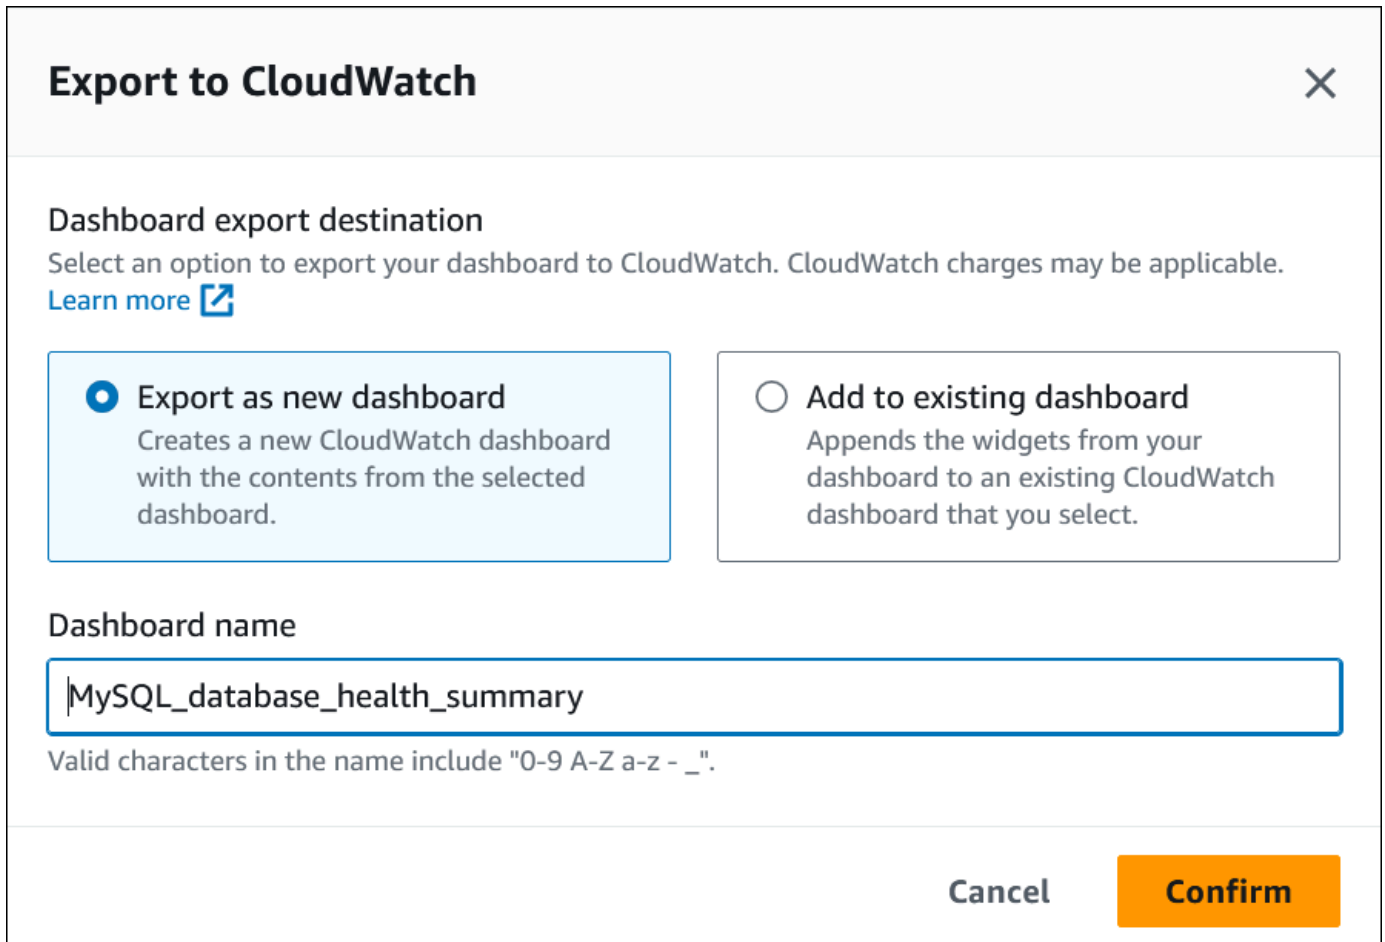 Export to CloudWatch
Dashboard export destination
Select an option to export your dashboard to CloudWatch. CloudWatch charges may be applicable.
Learn more
Export as new dashboard
Creates a new CloudWatch dashboard
with the contents from the selected
dashboard.
Add to existing dashboard
Appends the widgets from your
dashboard to an existing CloudWatch
dashboard that you select.
Dashboard name
MySQL_database_health_summary
Valid characters in the name include "0-9 A-Z a-z - _".
Cancel
Confirm